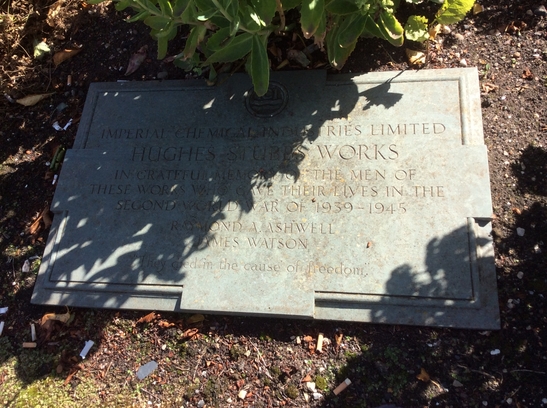 IMPERIAL CHEMICAL INDUSTRIES LIMITED
HUGHES STUBBS WORKS
IN GRATEFUL MEMORY OF THE MEN OF
THESE WORKS WHO GAVE THEIR LIVES IN THE
SECOND WORLD WAR OF 1939-1945
RAYMOND J. ASHWELL
JAMES WATSON
in the cause of freedom"